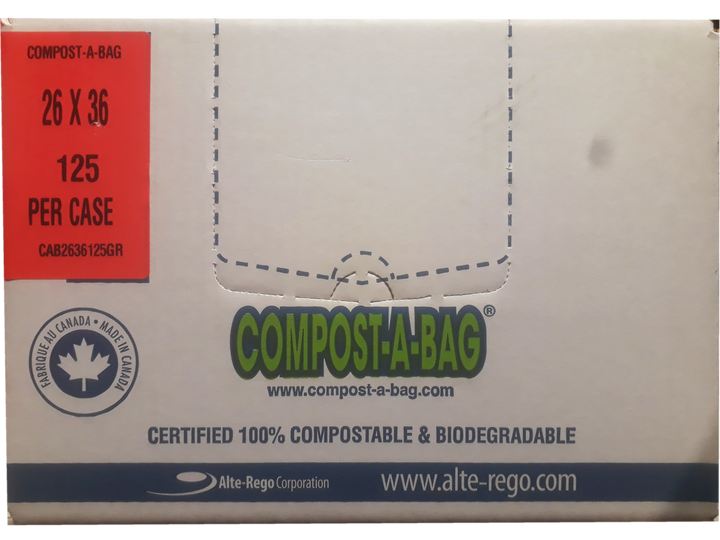 COMPOST-A-BAG
26 X 36
125
PER CASE
CAB2636125GR
FABRIQUE AU CANADA • MADE IN CANADA
COMPOST-A-BAG®
www.compost-a-bag.com
CERTIFIED 100% COMPOSTABLE & BIODEGRADABLE
Alte-Rego Corporation
www.alte-rego.com